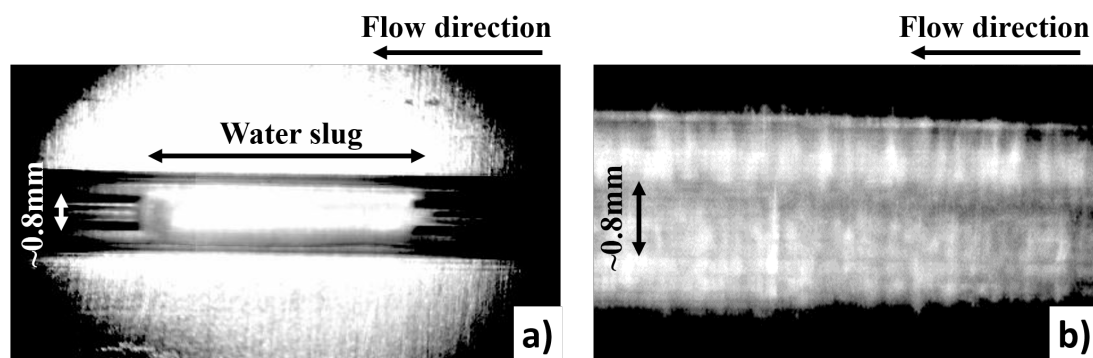 Flow direction
Water slug
~0.8mm
a)
Flow direction
~0.8mm
b)